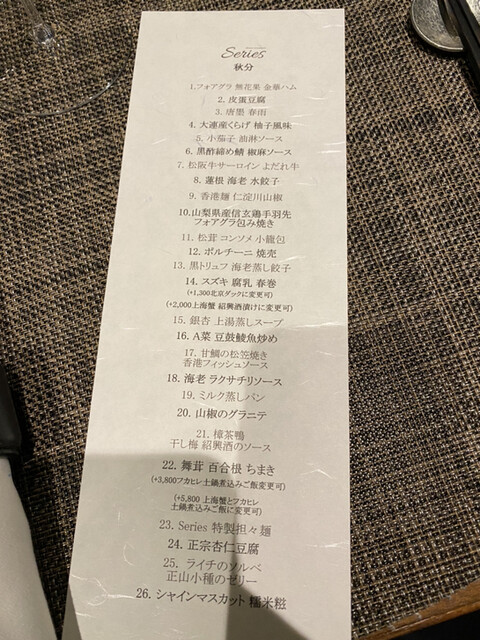 Series
秋分
1.フォアグラ 無花果 金華ハム
2. 皮蛋豆腐
3. 唐墨 春雨
4. 大連産くらげ 柚子風味
5. 小茄子 油淋ソース
6. 黒酢締め鯖 椒麻ソース
7. 松阪牛サーロイン よだれ牛
8. 蓮根 海老 水餃子
9. 香港麺 仁淀川山椒
10.山梨県産信玄鶏手羽先
フォアグラ包み焼き
11. 松茸 コンソメ 小籠包
12. ポルチーニ 焼売
13. 黒トリュフ 海老蒸し餃子
14. スズキ 腐乳 春巻
(+1,300北京ダックに変更可)
(+2,000上海蟹 紹興酒漬けに変更可)
15. 銀杏 上湯蒸しスープ
16. A菜 豆鼓鯪魚炒め
17. 甘鯛の松笠焼き
香港フィッシュソース
18. 海老 ラクサチリソース
19. ミルク蒸しパン
20. 山椒のグラニテ
21. 樟茶鴨
干し梅 紹興酒のソース
22. 舞茸 百合根 ちまき
(+3,800フカヒレ土鍋煮込みご飯変更可)
(+5,800 上海蟹とフカヒレ
土鍋煮込みご飯に変更可)
23. Series 特製担々麺
24. 正宗杏仁豆腐
25. ライチのソルベ
正山小種のゼリー
26. シャインマスカット 糯米糍